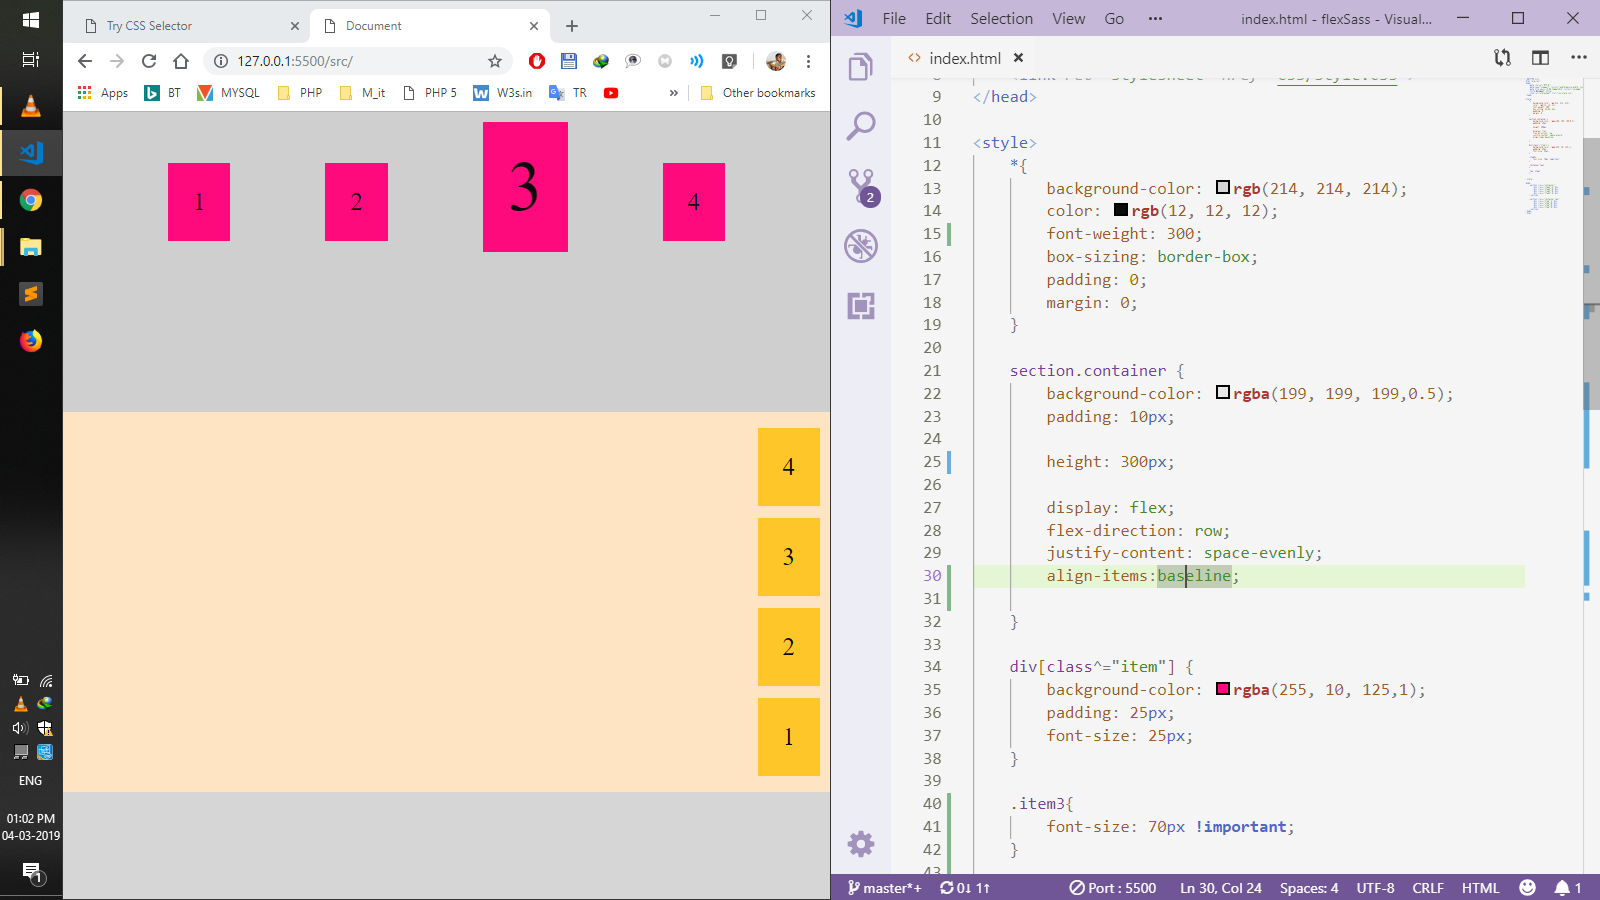 Try CSS Selector
Document
127.0.0.1:5500/src/
Apps
BT
MYSQL
PHP
M_it
PHP 5
W3s.in
TR
»
Other bookmarks
1
2
3
4
4
3
2
1
ENG
01:02 PM
04-03-2019
1
File Edit Selection View Go ··· index.html - flexSass - Visual...
index.html
2
9 </head>
10
11 <style>
12 *{
13 background-color: rgb(214, 214, 214);
14 color: rgb(12, 12, 12);
15 font-weight: 300;
16 box-sizing: border-box;
17 padding: 0;
18 margin: 0;
19 }
20
21 section.container {
22 background-color: rgba(199, 199, 199,0.5);
23 padding: 10px;
24
25 height: 300px;
26
27 display: flex;
28 flex-direction: row;
29 justify-content: space-evenly;
30 align-items:baseline;
31
32 }
33
34 div[class^="item"] {
35 background-color: rgba(255, 10, 125,1);
36 padding: 25px;
37 font-size: 25px;
38 }
39
40 .item3{
41 font-size: 70px !important;
42 }
master*+ 0↓ 1↑ Port : 5500 Ln 30, Col 24 Spaces: 4 UTF-8 CRLF HTML 1